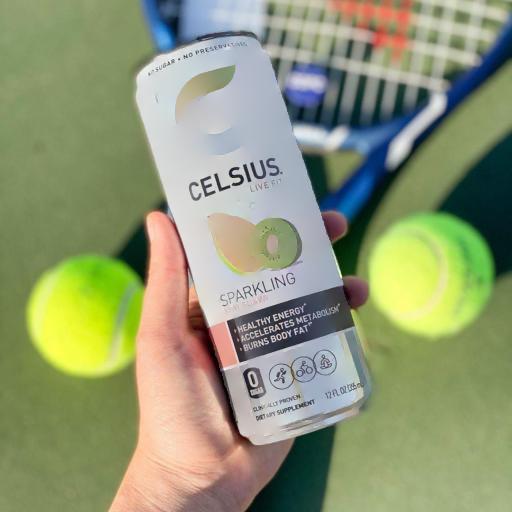 NO SUGAR • NO PRESERVATIVES
CELSIUS.
LIVE FIT
SPARKLING
• HEALTHY ENERGY*
• ACCELERATES METABOLISM*
• BURNS BODY FAT*
0
SUGAR
CLINICALLY PROVEN
DIETARY SUPPLEMENT
12 FL OZ (355